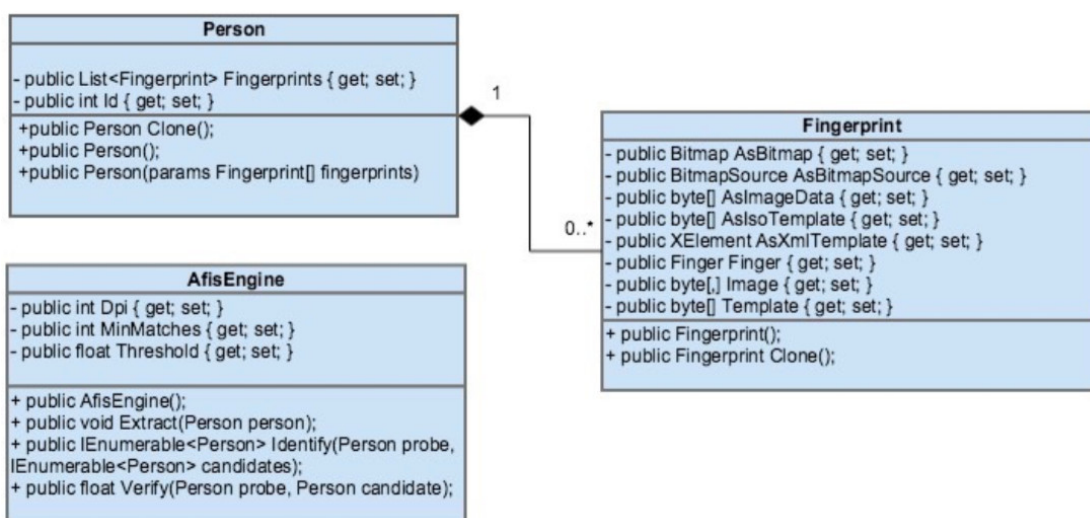 Person
- public List<Fingerprint> Fingerprints { get; set; }
- public int Id { get; set; }
+public Person Clone();
+public Person();
+public Person(params Fingerprint[] fingerprints)
1
0..*
Fingerprint
- public Bitmap AsBitmap { get; set; }
- public BitmapSource AsBitmapSource { get; set; }
- public byte[] AsImageData { get; set; }
- public byte[] AsIsoTemplate { get; set; }
- public XElement AsXmlTemplate { get; set; }
- public Finger Finger { get; set; }
- public byte[,] Image { get; set; }
- public byte[] Template { get; set; }
+ public Fingerprint();
+ public Fingerprint Clone();
AfisEngine
- public int Dpi { get; set; }
- public int MinMatches { get; set; }
- public float Threshold { get; set; }
+ public AfisEngine();
+ public void Extract(Person person);
+ public IEnumerable<Person> Identify(Person probe,
IEnumerable<Person> candidates);
+ public float Verify(Person probe, Person candidate);